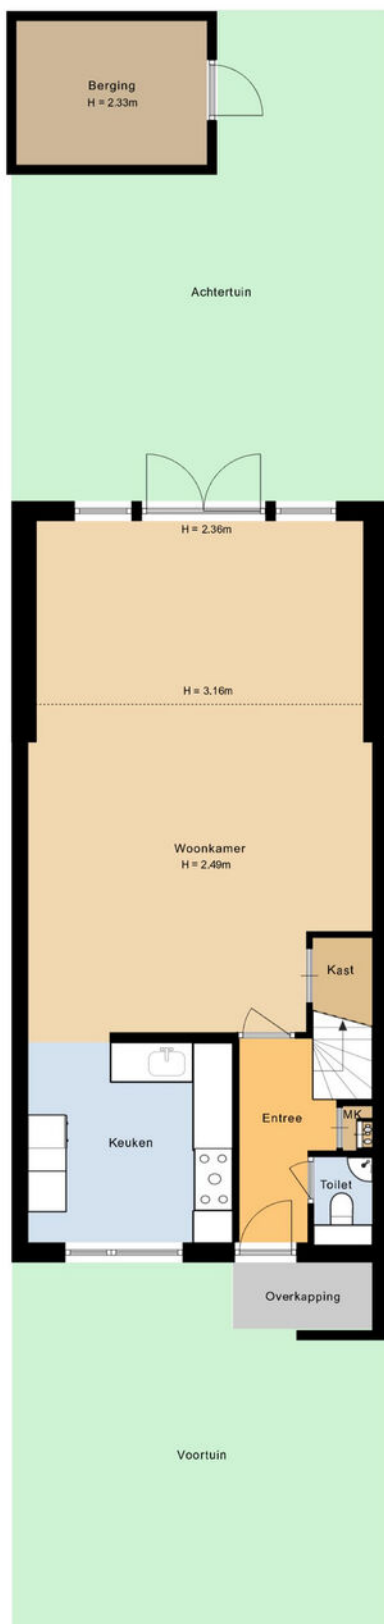 Berging
H = 2.33m
Achtertuin
H = 2.36m
H = 3.16m
Woonkamer
H = 2.49m
Kast
MK
Entree
Keuken
Toilet
Overkapping
Voortuin